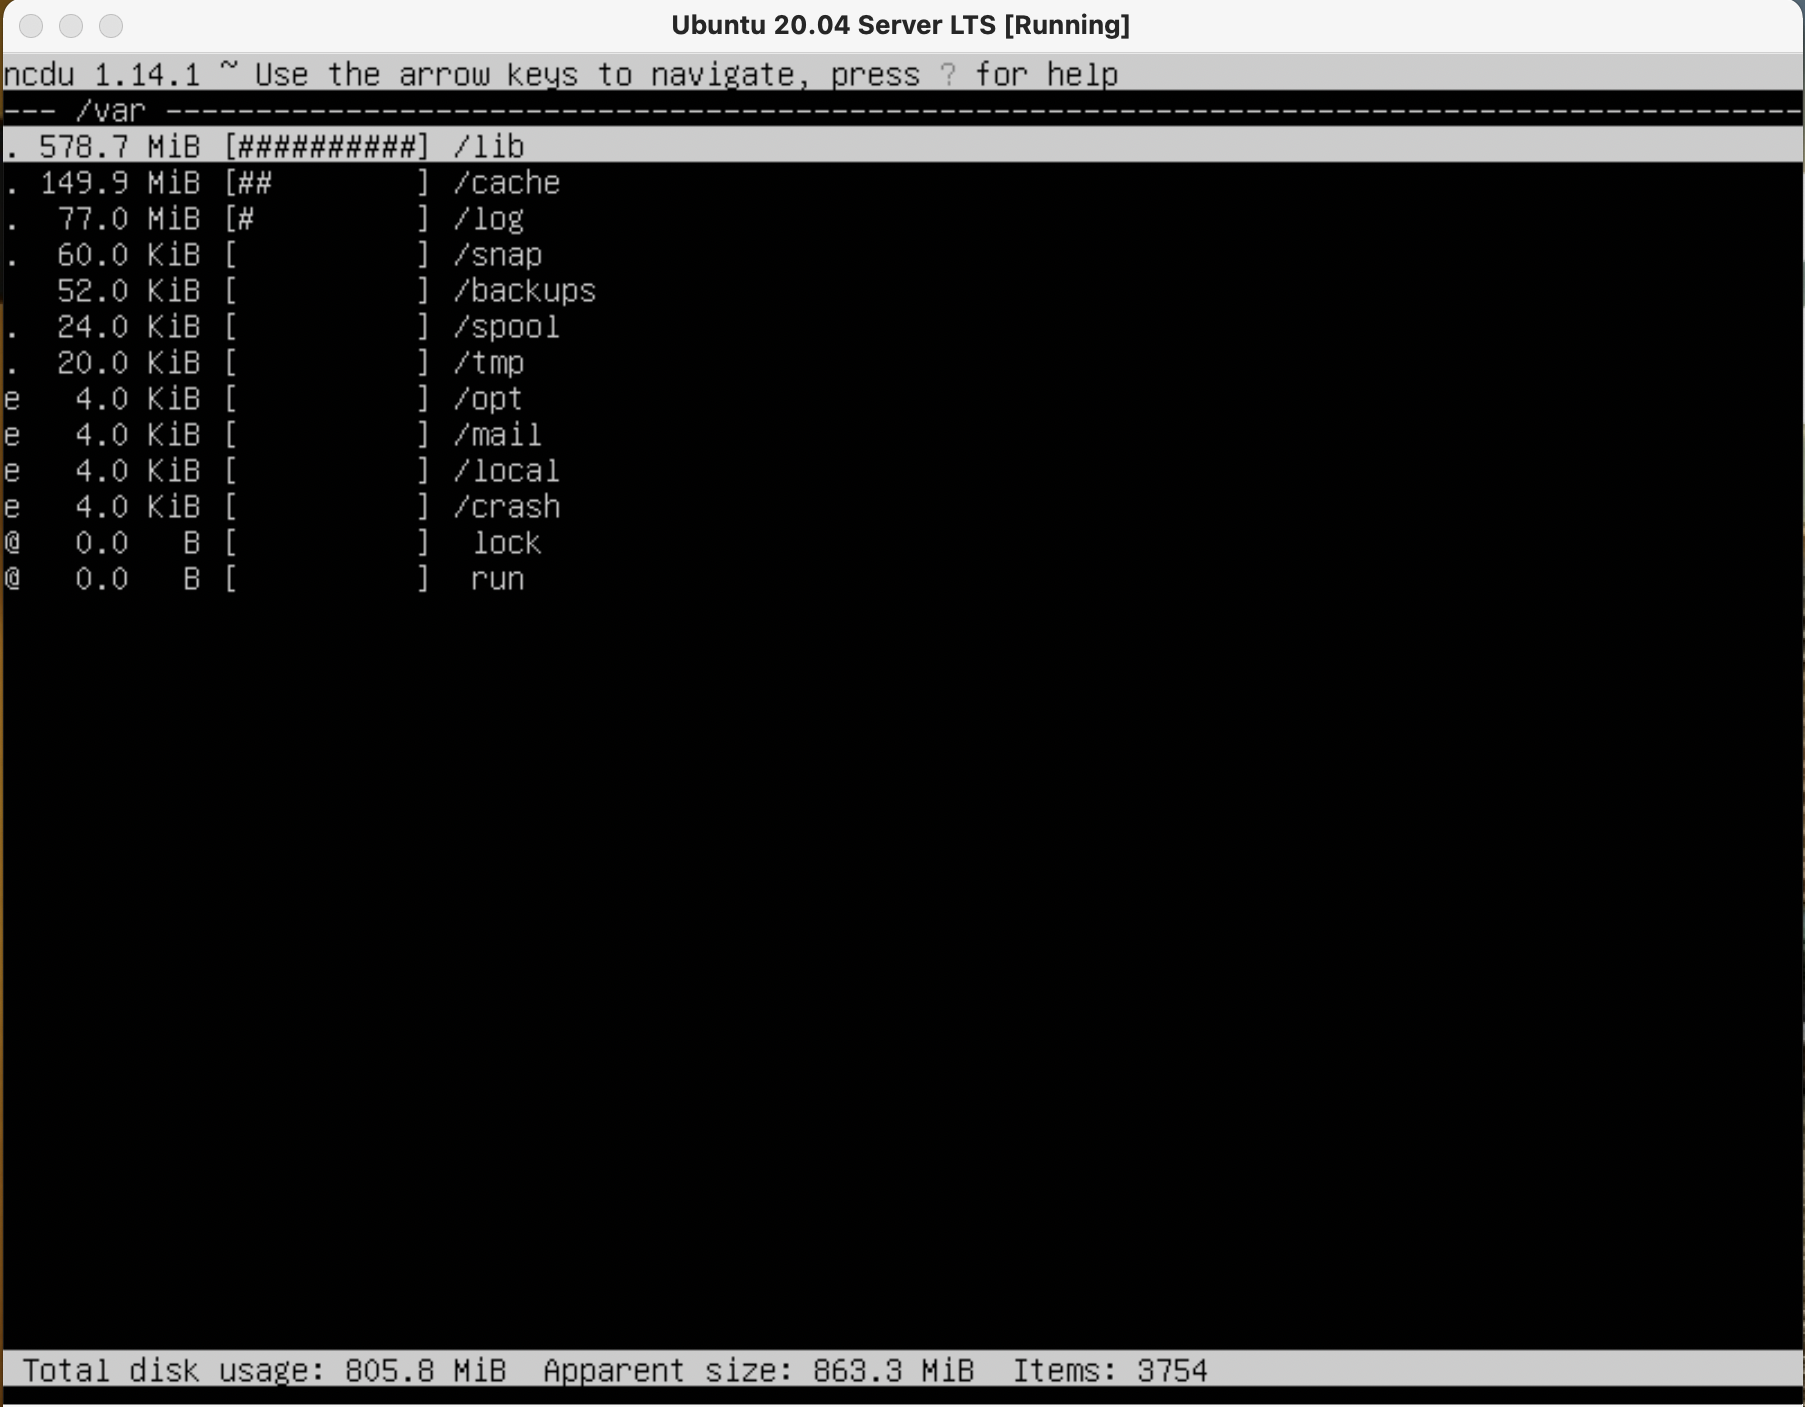 Ubuntu 20.04 Server LTS [Running]
ncdu 1.14.1 ~ Use the arrow keys to navigate, press ? for help
--- /var -------------------------------------------------------------------------------------------
. 578.7 MiB [##########] /lib
. 149.9 MiB [##        ] /cache
.  77.0 MiB [#         ] /log
.  60.0 KiB [          ] /snap
   52.0 KiB [          ] /backups
.  24.0 KiB [          ] /spool
.  20.0 KiB [          ] /tmp
e   4.0 KiB [          ] /opt
e   4.0 KiB [          ] /mail
e   4.0 KiB [          ] /local
e   4.0 KiB [          ] /crash
@   0.0   B [          ]  lock
@   0.0   B [          ]  run
Total disk usage: 805.8 MiB  Apparent size: 863.3 MiB  Items: 3754